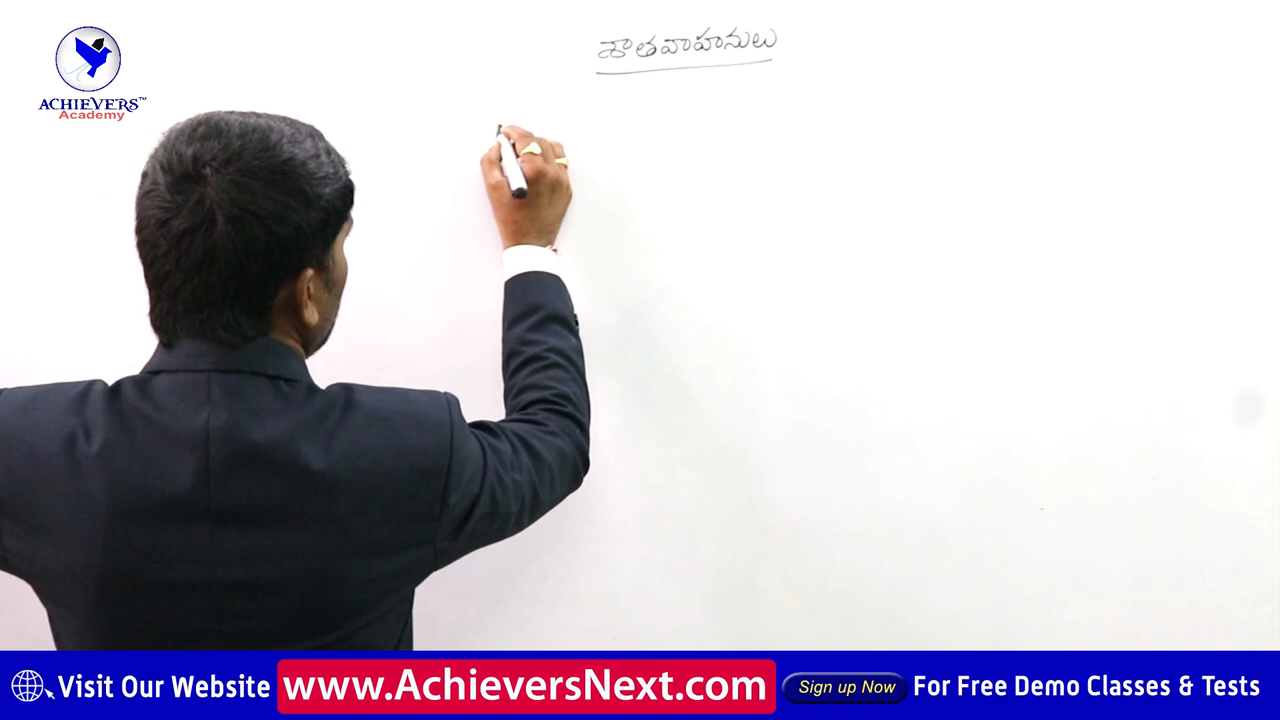 శాతవాహనులు
ACHIEVERS™
Academy
Visit Our Website www.AchieversNext.com Sign up Now For Free Demo Classes & Tests